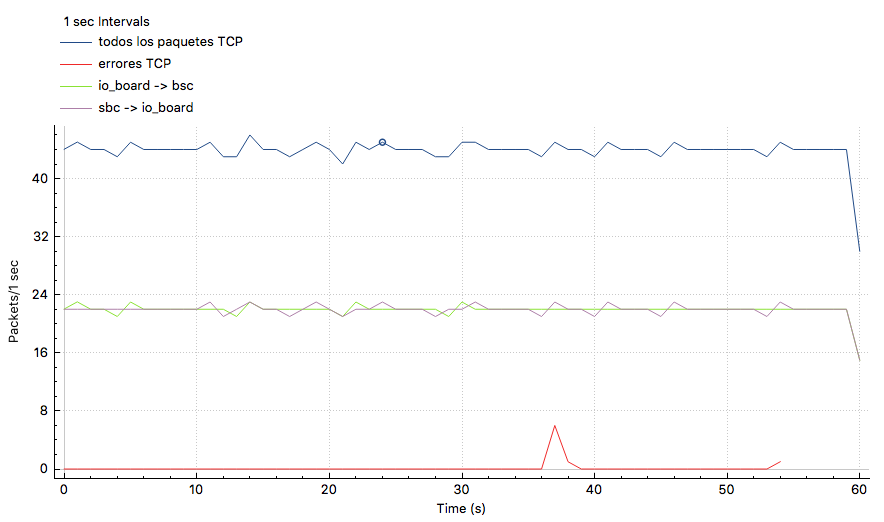 1 sec Intervals
todos los paquetes TCP
errores TCP
io_board -> bsc
sbc -> io_board
40
32
24
16
8
0
Packets/1 sec
0 10 20 30 40 50 60
Time (s)